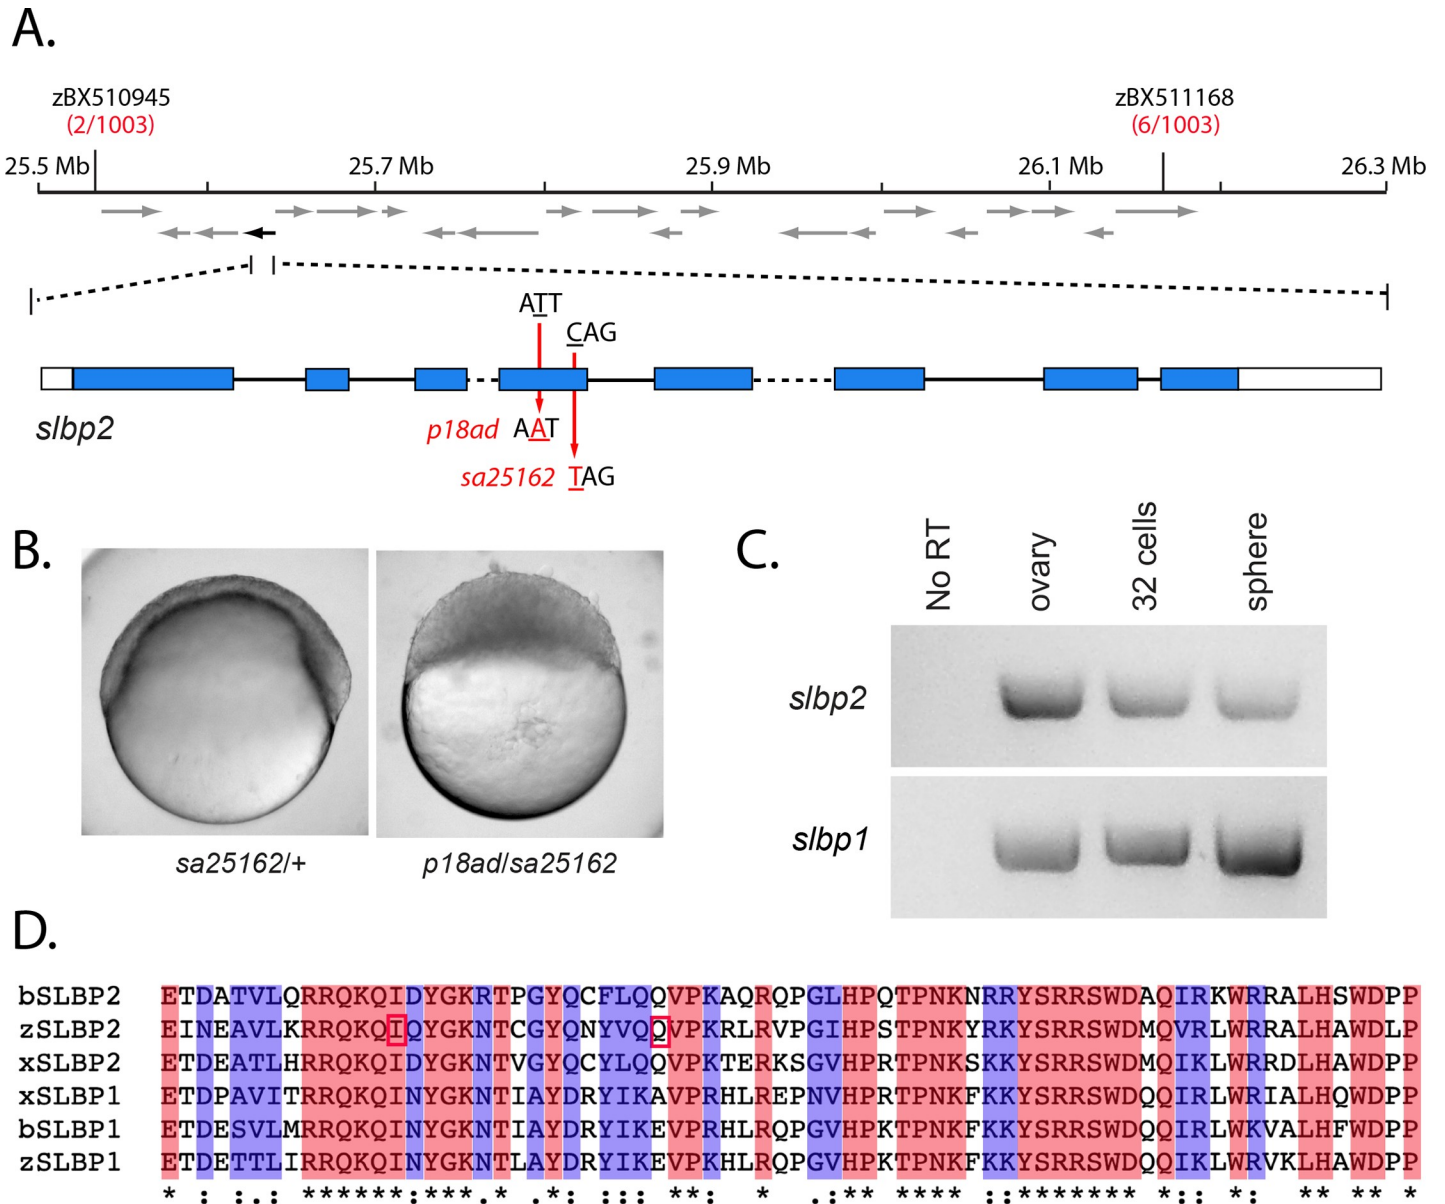 A.
zBX510945
(2/1003)
zBX511168
(6/1003)
25.5 Mb
25.7 Mb
25.9 Mb
26.1 Mb
26.3 Mb
ATT
CAG
slbp2
p18ad AAT
sa25162 TAG
B.
sa25162/+
p18ad/sa25162
C.
No RT
ovary
32 cells
sphere
slbp2
slbp1
D.
bSLBP2 ETDATVLQRRQKQIDYGKRTPGYQCFLQQVPKAQRQPGLHPQTPNKNRRYSRRSWDAQIRKWRRALHSWDPP
zSLBP2 EINEAVLKRRQKQIQYGKNTCGYQNYVQQVPKRLRVPGIHPSTPNKYRKYSRRSWDMQVRLWRRALHAWDLP
xSLBP2 ETDEATLHRRQKQIDYGKNTVGYQCYLQQVPKTERKSGVHPRTPNKSKKYSRRSWDMQIKLWRRDLHAWDPP
xSLBP1 ETDPAVITRRQKQINYGKNTIAYDRYIKAVPRHLREPNVHPRTPNKFKKYSRRSWDQQIRLWRIALHQWDPP
bSLBP1 ETDESVLMRRQKQINYGKNTIAYDRYIKEVPRHLRQPGVHPKTPNKFKKYSRRSWDQQIRLWKVALHFWDPP
zSLBP1 ETDETTLIRRQKQINYGKNTLAYDRYIKEVPKHLRQPGVHPKTPNKFKKYSRRSWDQQIKLWRVKLHAWDPP
* : :.: ******:***.* .*: ::: **: * .:** **** ::******* *:: *: ** ** *